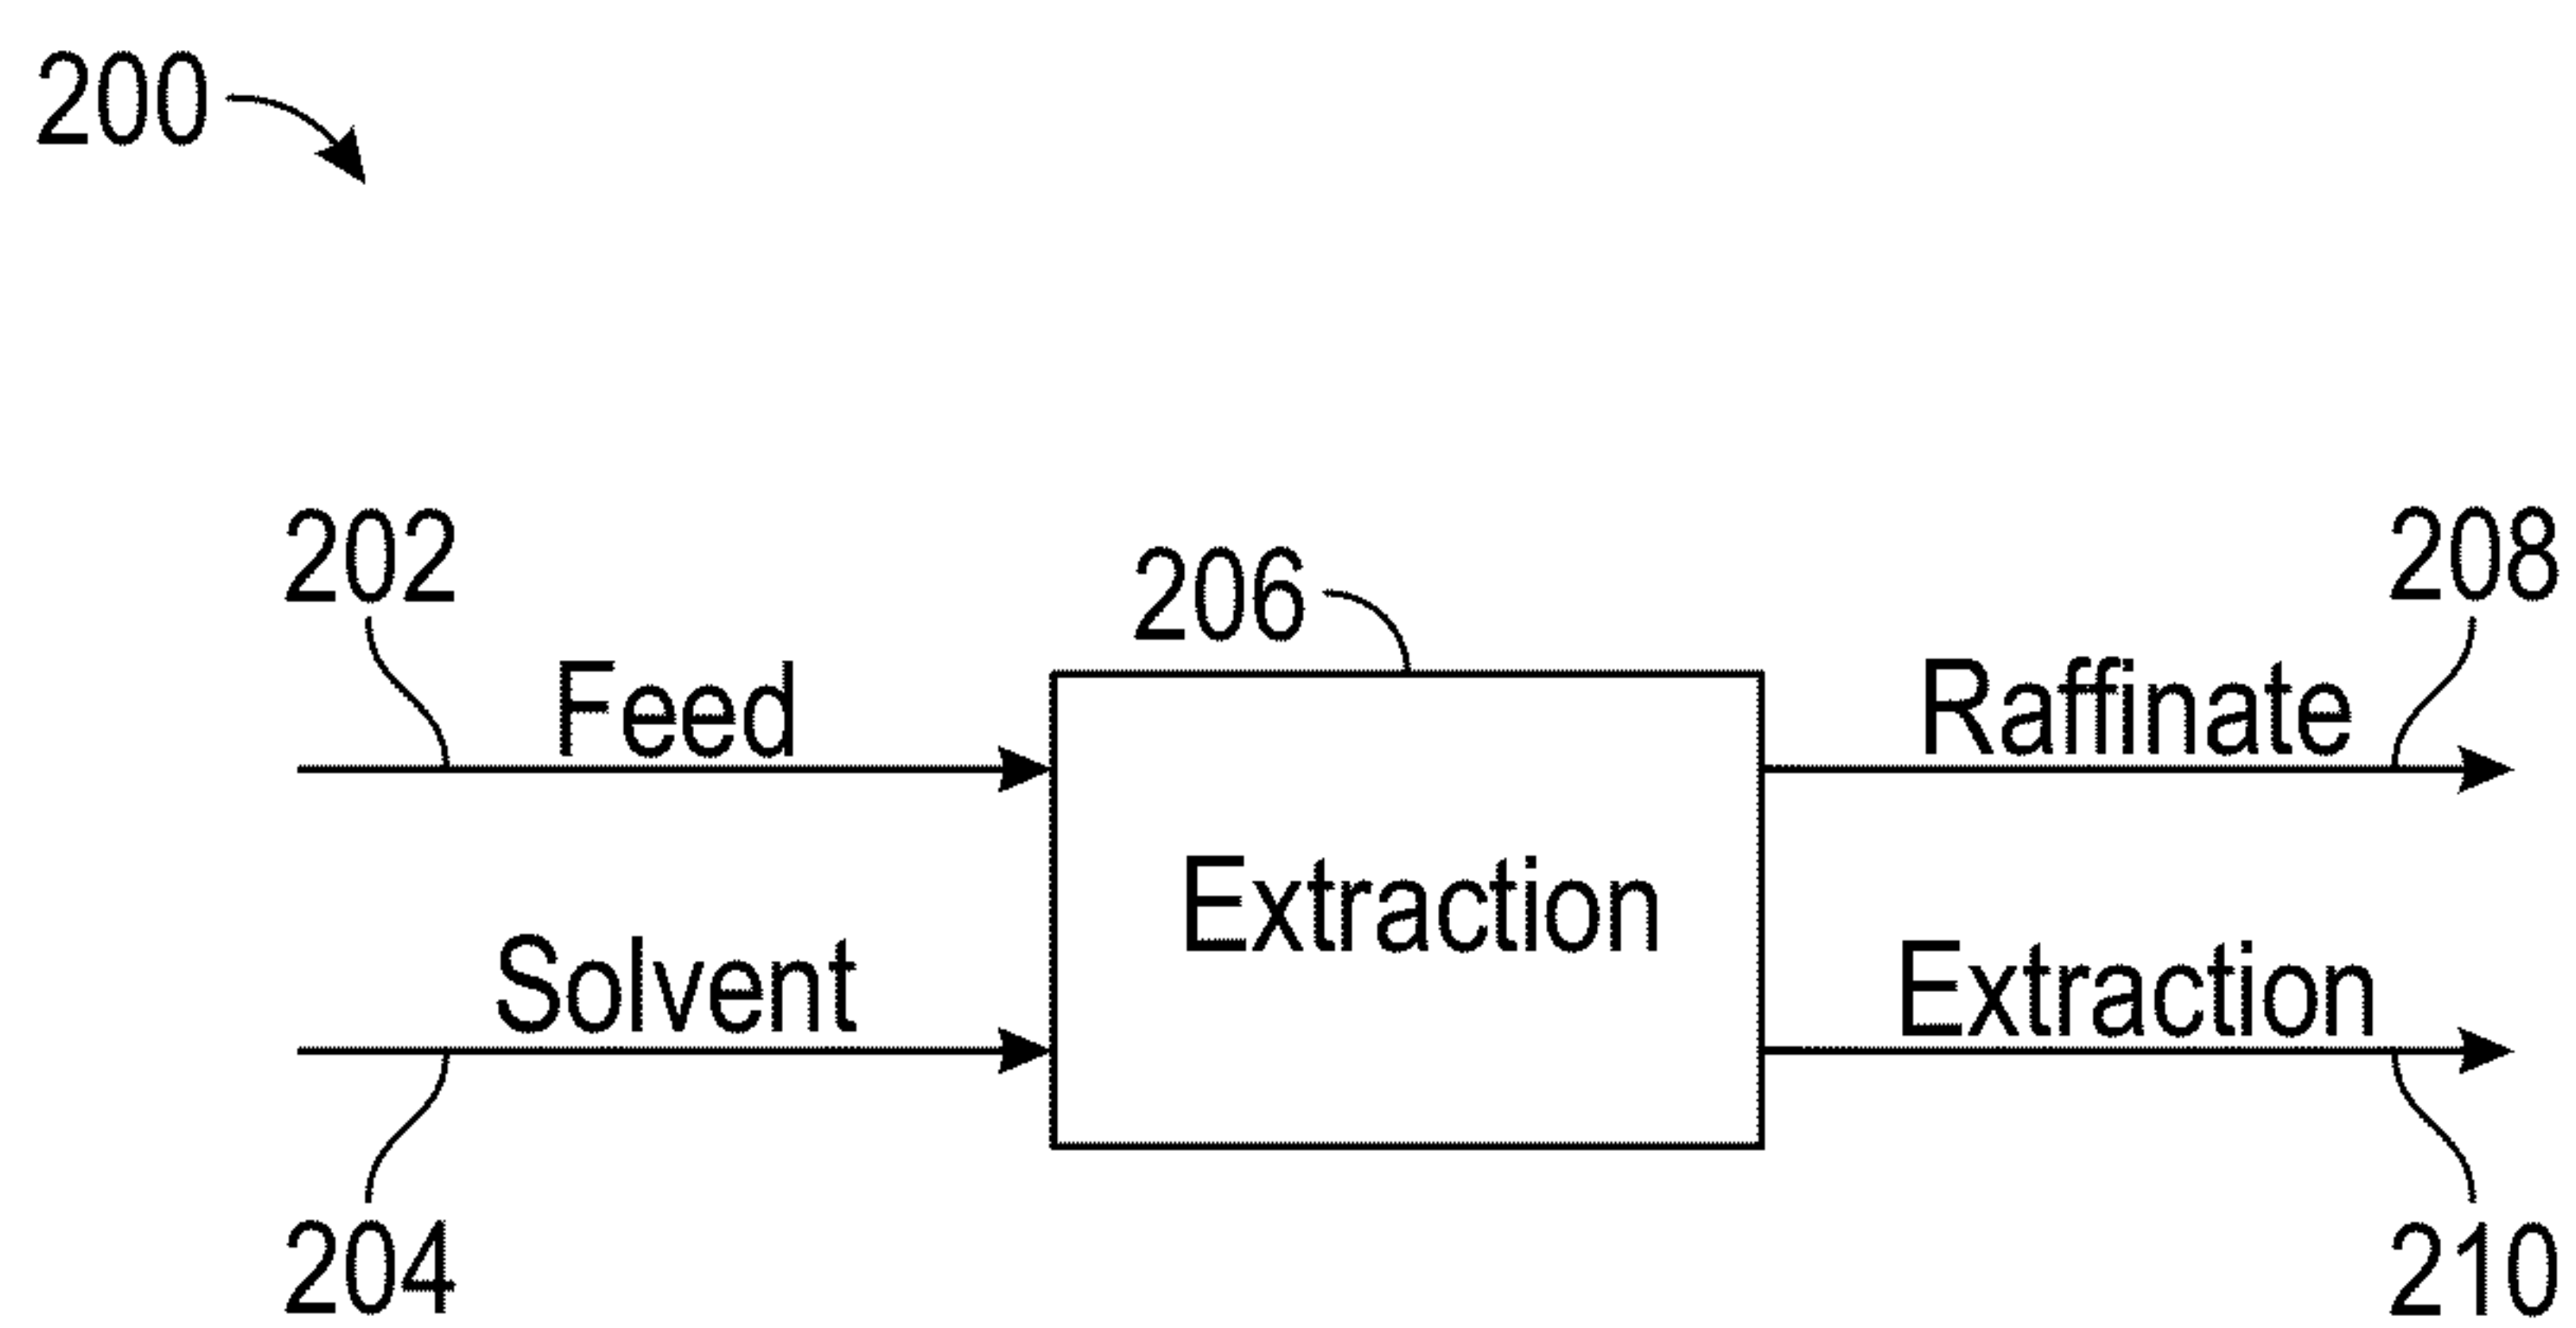 200
202
206
208
Feed
Raffinate
Extraction
Solvent
Extraction
204
210